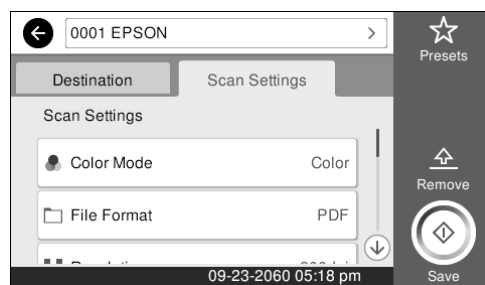 0001 EPSON
Presets
Destination
Scan Settings
Scan Settings
Color Mode
Color
Remove
File Format
PDF
09-23-2060 05:18 pm
Save